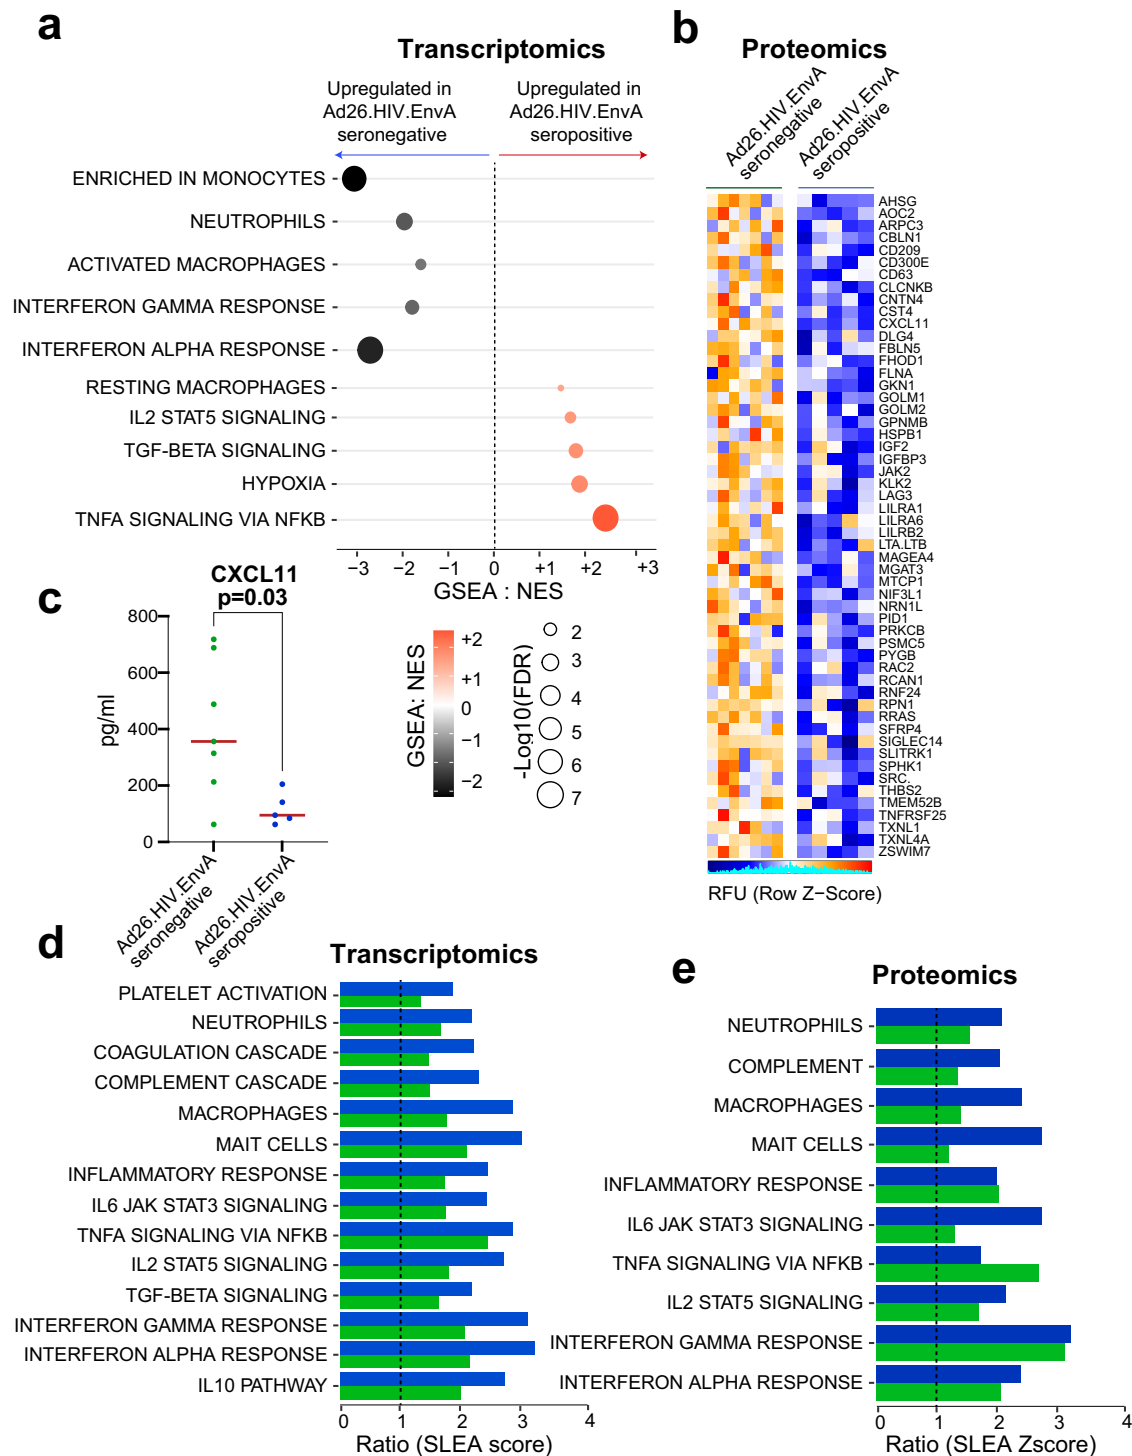 a
Transcriptomics
Upregulated in
Ad26.HIV.EnvA
seronegative
Upregulated in
Ad26.HIV.EnvA
seropositive
ENRICHED IN MONOCYTES
NEUTROPHILS
ACTIVATED MACROPHAGES
INTERFERON GAMMA RESPONSE
INTERFERON ALPHA RESPONSE
RESTING MACROPHAGES
IL2 STAT5 SIGNALING
TGF-BETA SIGNALING
HYPOXIA
TNFA SIGNALING VIA NFKB
−3 −2 −1 0 +1 +2 +3
GSEA : NES
GSEA: NES
+2
+1
0
−1
−2
-Log10(FDR)
2
3
4
5
6
7
b
Proteomics
Ad26.HIV.EnvA
seronegative
Ad26.HIV.EnvA
seropositive
AHSG
AOC2
ARPC3
CBLN1
CD209
CD300E
CD63
CLCNKB
CNTN4
CST4
CXCL11
DLG4
FBLN5
FHOD1
FLNA
GKN1
GOLM1
GOLM2
GPNMB
HSPB1
IGF2
IGFBP3
JAK2
KLK2
LAG3
LILRA1
LILRA6
LILRB2
LTA.LTB
MAGEA4
MGAT3
MTCP1
NIF3L1
NRN1L
PID1
PRKCB
PSMC5
PYGB
RAC2
RCAN1
RNF24
RPN1
RRAS
SFRP4
SIGLEC14
SLITRK1
SPHK1
SRC.
THBS2
TMEM52B
TNFRSF25
TXNL1
TXNL4A
ZSWIM7
RFU (Row Z−Score)
c
CXCL11
p=0.03
pg/ml
800
600
400
200
0
Ad26.HIV.EnvA
seronegative
Ad26.HIV.EnvA
seropositive
d
Transcriptomics
PLATELET ACTIVATION
NEUTROPHILS
COAGULATION CASCADE
COMPLEMENT CASCADE
MACROPHAGES
MAIT CELLS
INFLAMMATORY RESPONSE
IL6 JAK STAT3 SIGNALING
TNFA SIGNALING VIA NFKB
IL2 STAT5 SIGNALING
TGF-BETA SIGNALING
INTERFERON GAMMA RESPONSE
INTERFERON ALPHA RESPONSE
IL10 PATHWAY
0 1 2 3 4
Ratio (SLEA score)
e
Proteomics
NEUTROPHILS
COMPLEMENT
MACROPHAGES
MAIT CELLS
INFLAMMATORY RESPONSE
IL6 JAK STAT3 SIGNALING
TNFA SIGNALING VIA NFKB
IL2 STAT5 SIGNALING
INTERFERON GAMMA RESPONSE
INTERFERON ALPHA RESPONSE
0 1 2 3 4
Ratio (SLEA Zscore)